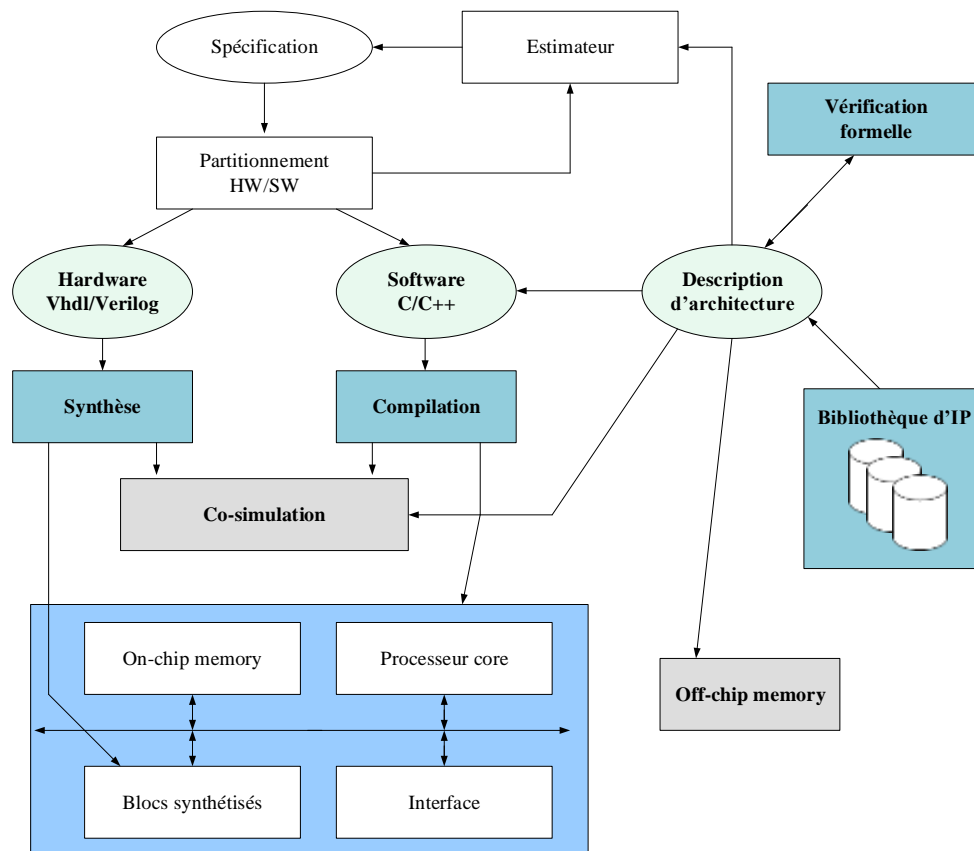 Spécification
Estimateur
Vérification
formelle
Partitionnement
HW/SW
Hardware
Vhdl/Verilog
Software
C/C++
Description
d'architecture
Synthèse
Compilation
Bibliothèque d'IP
Co-simulation
On-chip memory
Processeur core
Off-chip memory
Blocs synthétisés
Interface